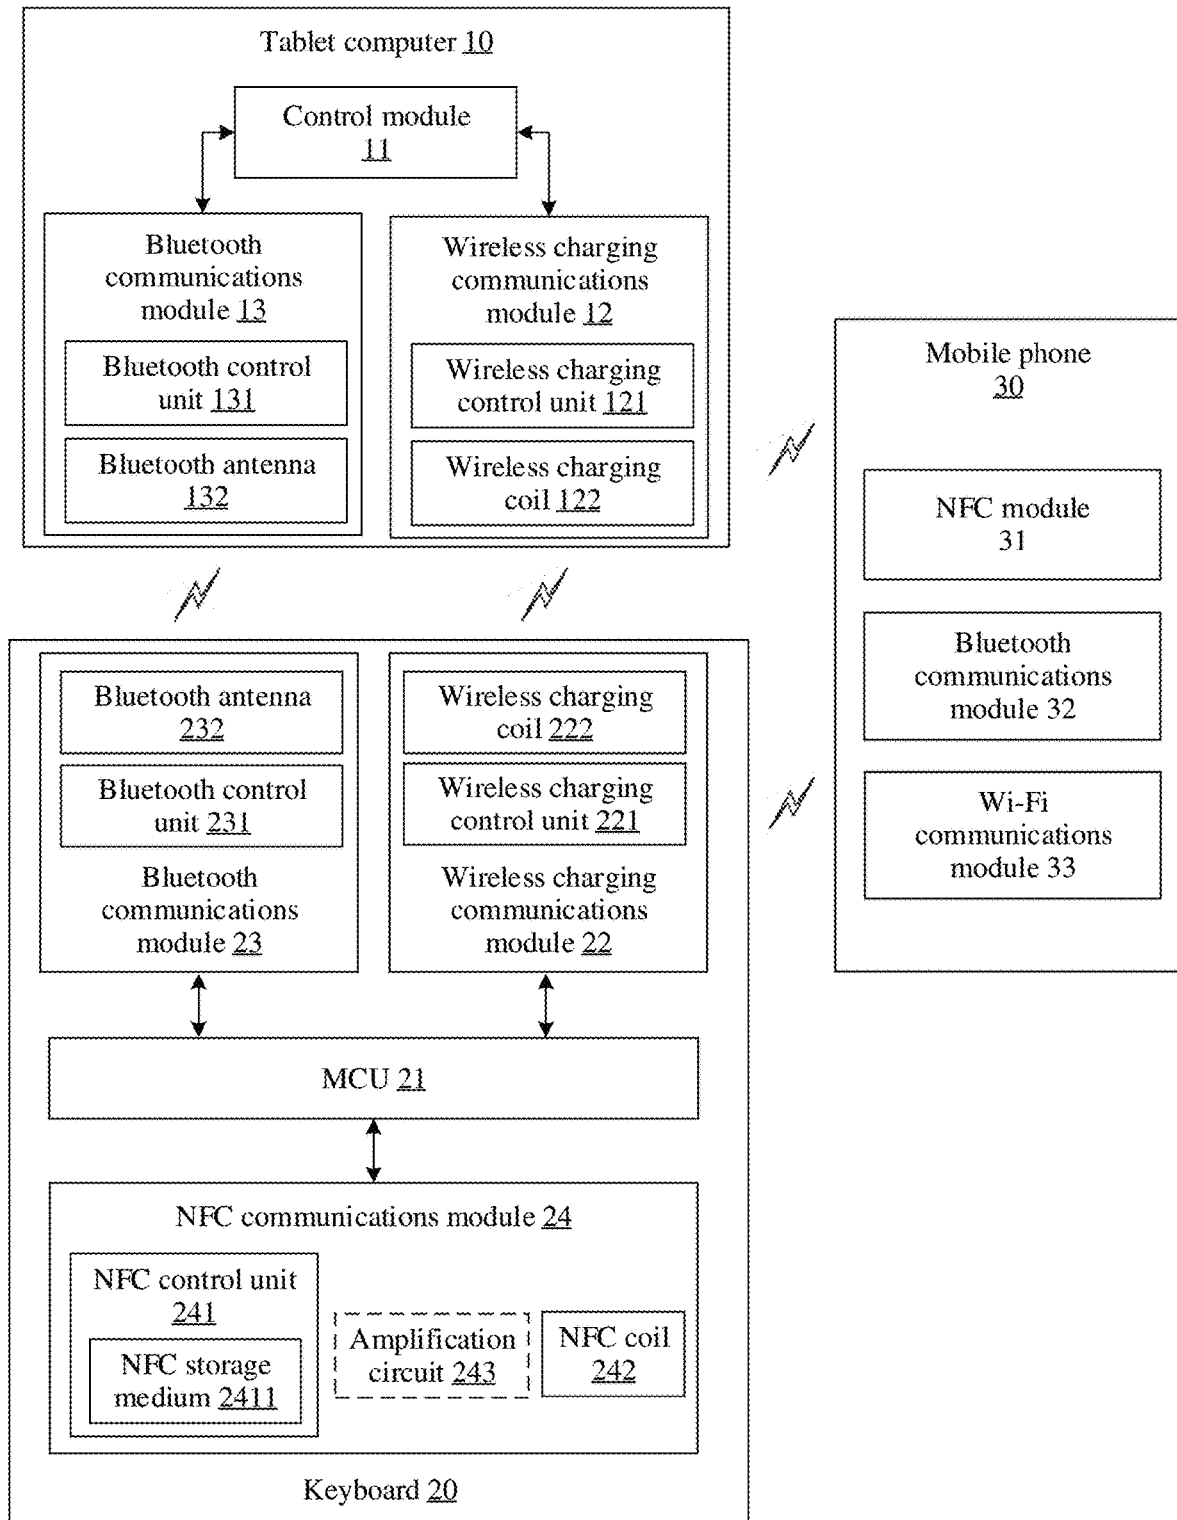 Tablet computer 10
Control module
11
Bluetooth
communications
module 13
Bluetooth control
unit 131
Bluetooth antenna
132
Wireless charging
communications
module 12
Wireless charging
control unit 121
Wireless charging
coil 122
Mobile phone
30
NFC module
31
Bluetooth
communications
module 32
Wi-Fi
communications
module 33
Bluetooth antenna
232
Bluetooth control
unit 231
Bluetooth
communications
module 23
Wireless charging
coil 222
Wireless charging
control unit 221
Wireless charging
communications
module 22
MCU 21
NFC communications module 24
NFC control unit
241
NFC storage
medium 2411
Amplification
circuit 243
NFC coil
242
Keyboard 20